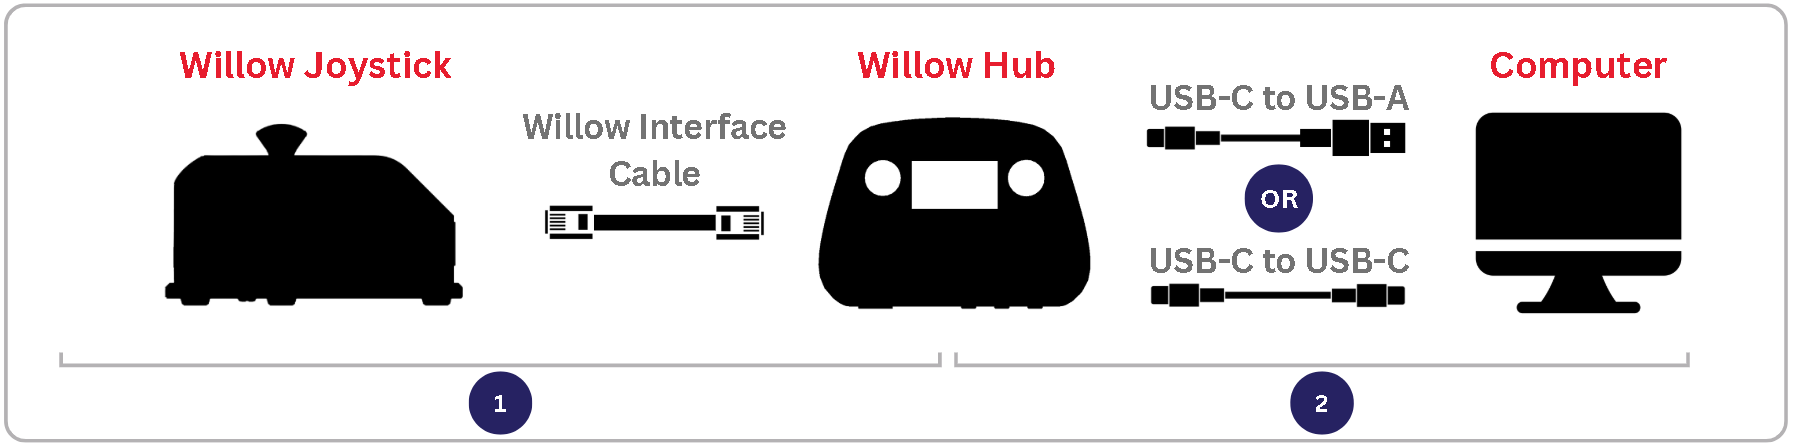 Willow Joystick
Willow Interface
Cable
Willow Hub
USB-C to USB-A
OR
USB-C to USB-C
Computer
1
2